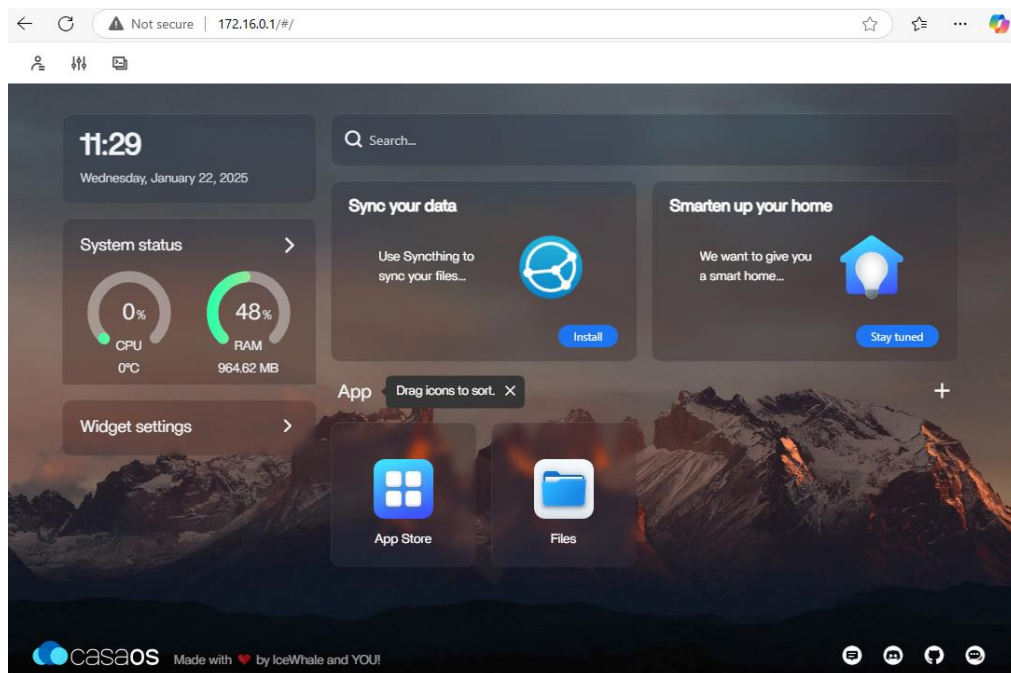 Not secure | 172.16.0.1/#/
11:29
Wednesday, January 22, 2025
Search...
Sync your data
Use Syncthing to
sync your files...
Install
Smarten up your home
We want to give you
a smart home...
Stay tuned
System status
0%
CPU
0°C
48%
RAM
964.62 MB
Widget settings
App
Drag icons to sort.
App Store
Files
casaos Made with ❤ by IceWhale and YOU!